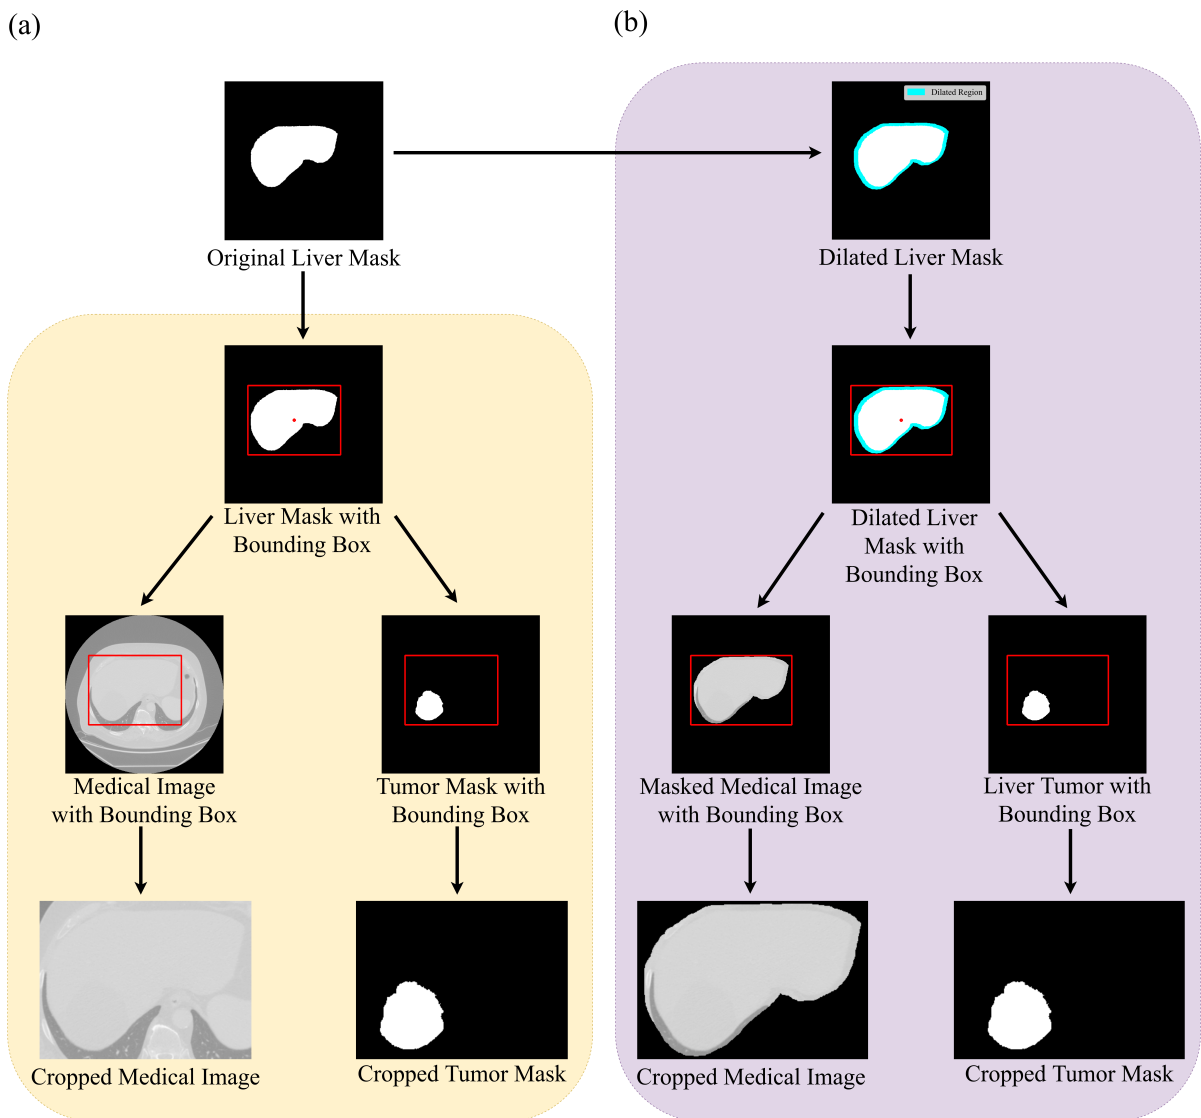 (a)
Original Liver Mask
Liver Mask with
Bounding Box
Medical Image
with Bounding Box
Tumor Mask with
Bounding Box
Cropped Medical Image
Cropped Tumor Mask
(b)
Dilated Region
Dilated Liver Mask
Dilated Liver
Mask with
Bounding Box
Masked Medical Image
with Bounding Box
Liver Tumor with
Bounding Box
Cropped Medical Image
Cropped Tumor Mask